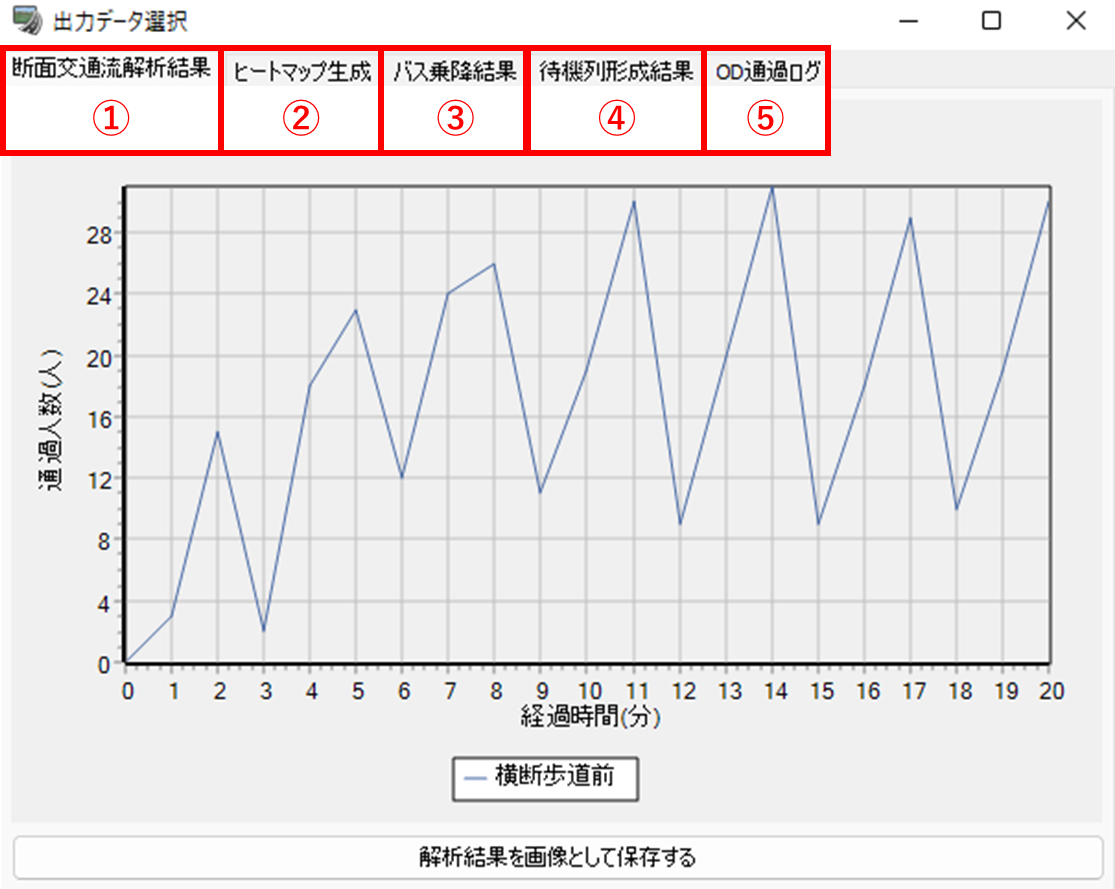 出力データ選択
断面交通流解析結果 ヒートマップ生成 バス乗降結果 待機列形成結果 OD通過ログ
① ② ③ ④ ⑤
通過人数(人)
28
24
20
16
12
8
4
0
0 1 2 3 4 5 6 7 8 9 10 11 12 13 14 15 16 17 18 19 20
経過時間(分)
横断歩道前
解析結果を画像として保存する